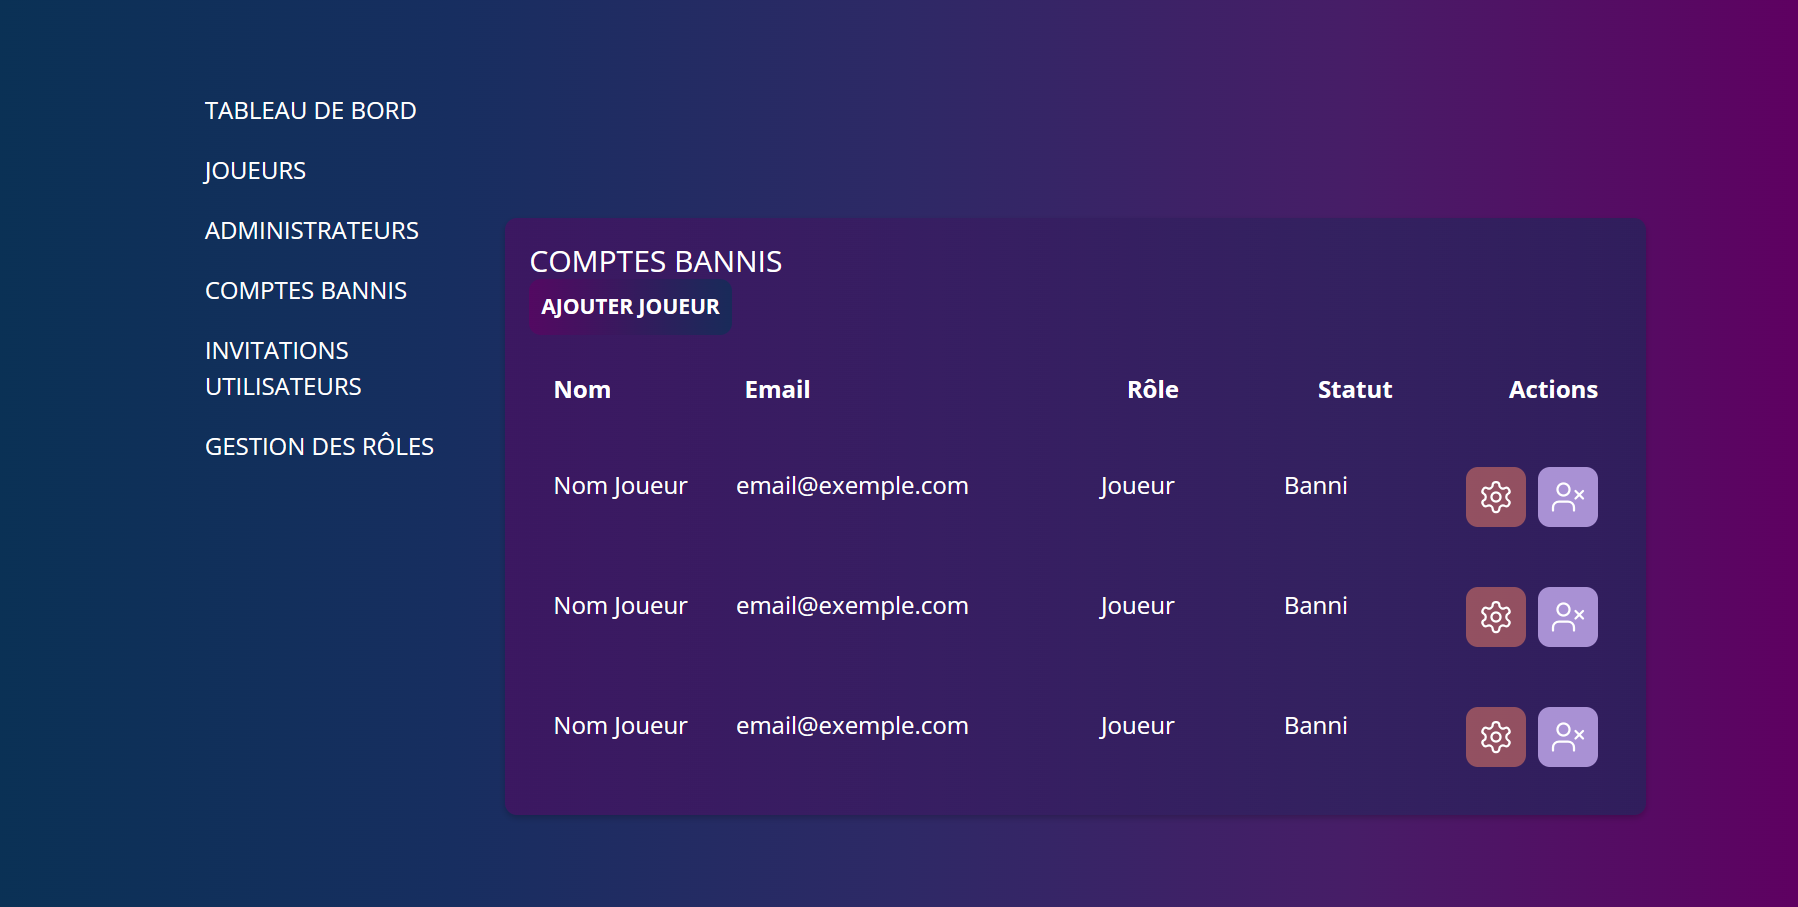 TABLEAU DE BORD
JOUEURS
ADMINISTRATEURS
COMPTES BANNIS
INVITATIONS
UTILISATEURS
GESTION DES RÔLES
COMPTES BANNIS
AJOUTER JOUEUR
Nom Email Rôle Statut Actions
Nom Joueur email@exemple.com Joueur Banni
Nom Joueur email@exemple.com Joueur Banni
Nom Joueur email@exemple.com Joueur Banni